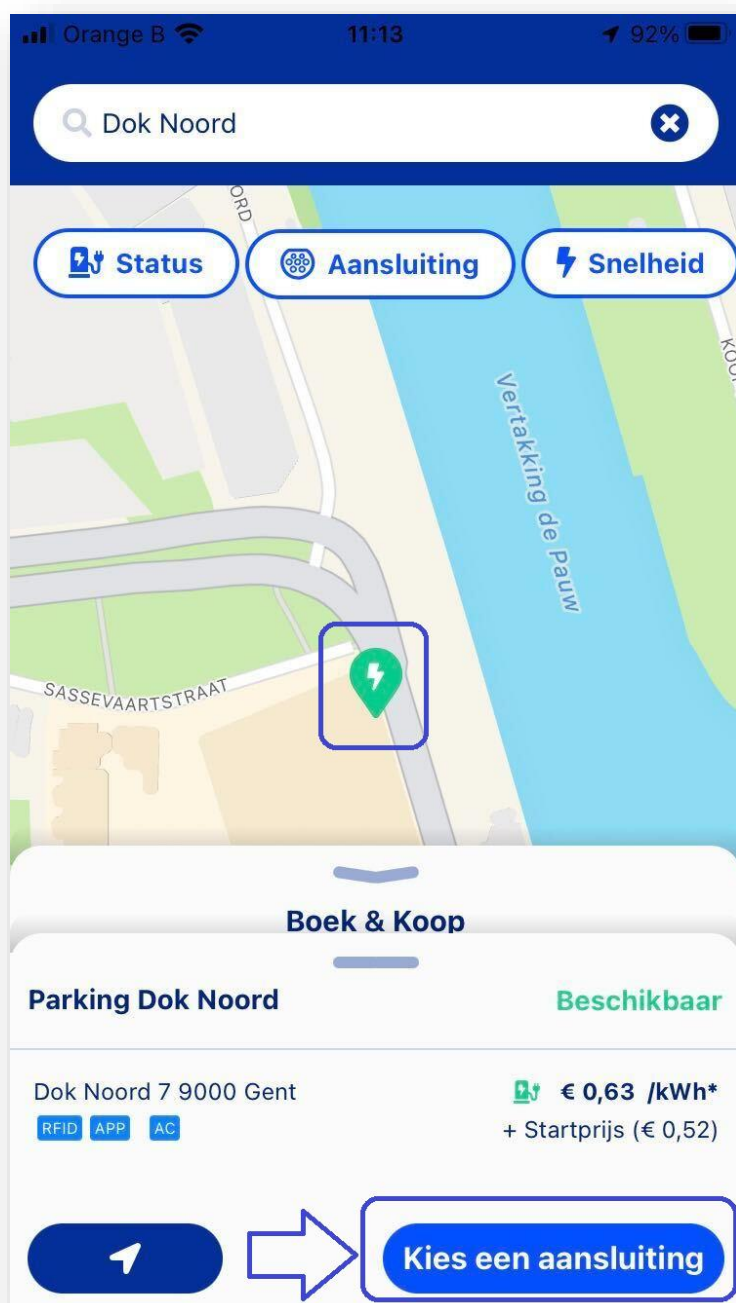 Orange B 11:13 92%
Dok Noord
ORD
Status Aansluiting Snelheid
Vertakking de Pauw
SASSEVAARTSTRAAT
Boek & Koop
Parking Dok Noord Beschikbaar
Dok Noord 7 9000 Gent € 0,63 /kWh*
RFID APP AC + Startprijs (€ 0,52)
Kies een aansluiting